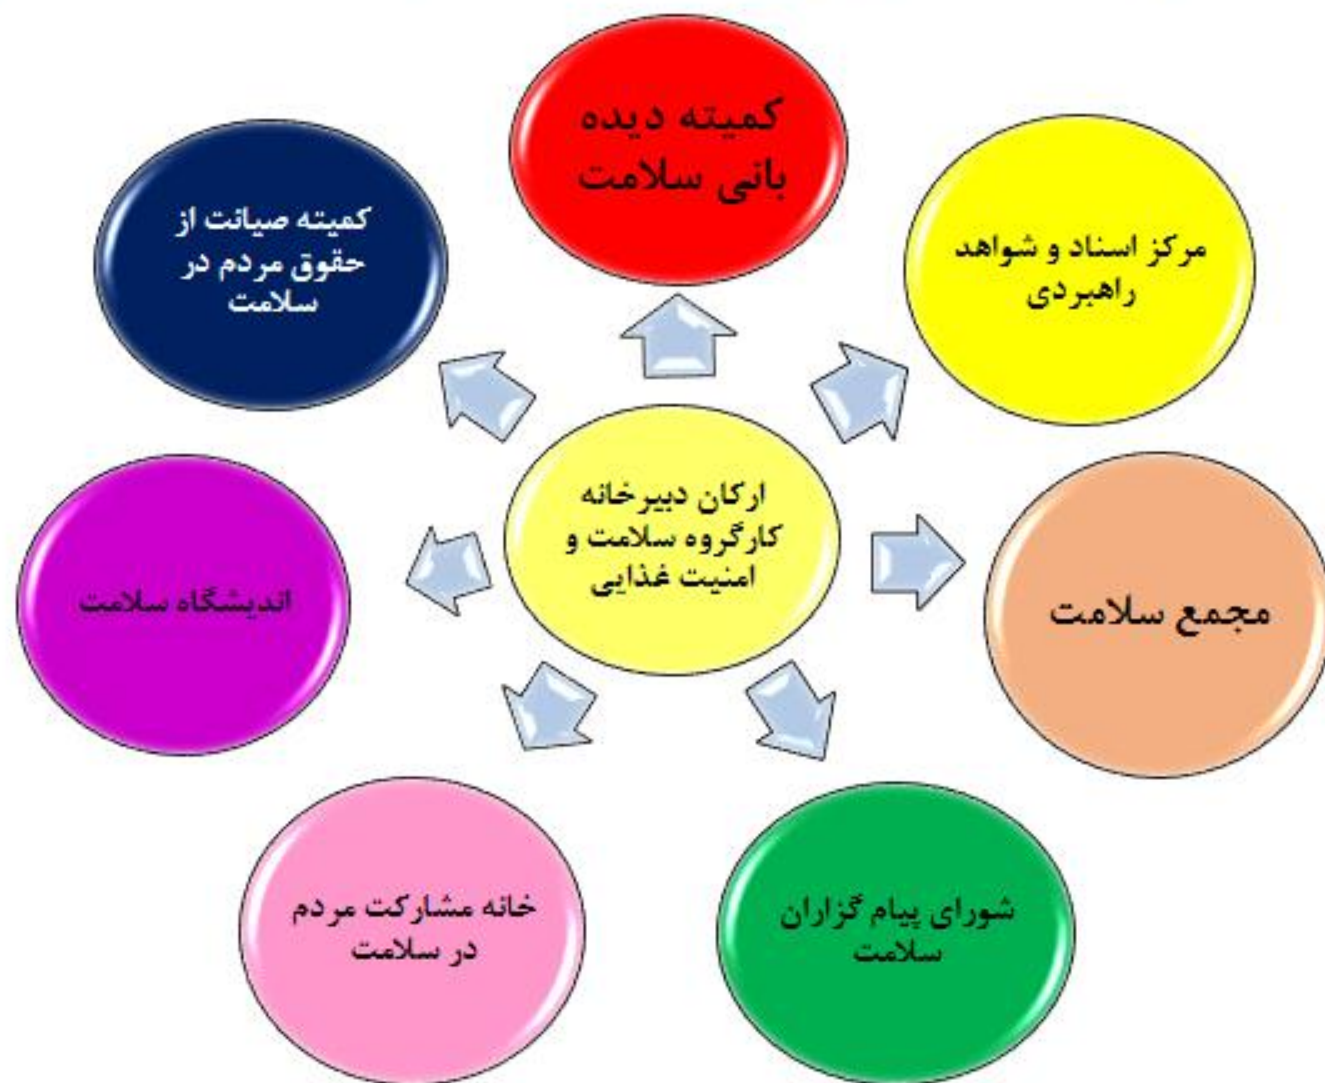 کمیته دیده
بانی سلامت
مرکز اسناد و شواهد
راهبردی
کمیته صیانت از
حقوق مردم در
سلامت
ارکان دبیرخانه
کارگروه سلامت و
امنیت غذایی
مجمع سلامت
اندیشگاه سلامت
شورای پیام گزاران
سلامت
خانه مشارکت مردم
در سلامت